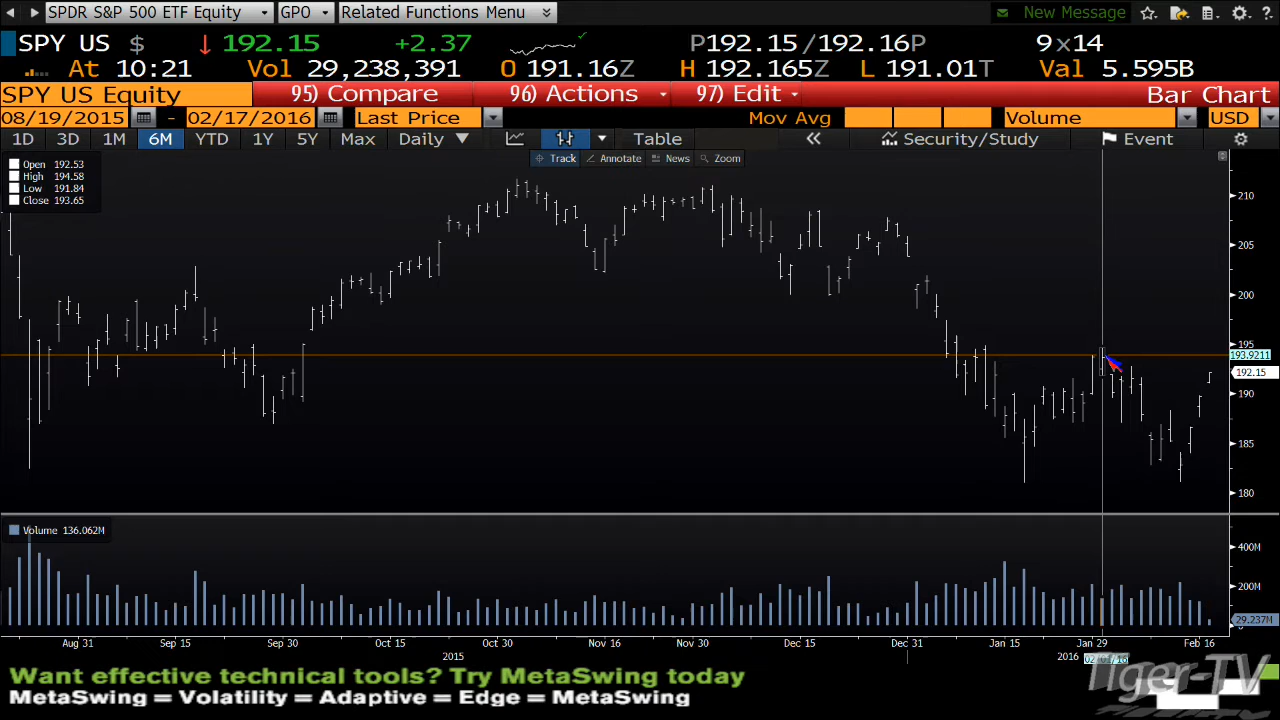 SPDR S&P 500 ETF Equity GPO Related Functions Menu New Message
SPY US $ ↓ 192.15 +2.37 P192.15/192.16P 9x14
At 10:21 Vol 29,238,391 O 191.16Z H 192.165Z L 191.01T Val 5.595B
SPY US Equity 95) Compare 96) Actions 97) Edit Bar Chart
08/19/2015 - 02/17/2016 Last Price Mov Avg Volume USD
1D 3D 1M 6M YTD 1Y 5Y Max Daily Table Security/Study Event
Track Annotate News Zoom
Open 192.53
High 194.58
Low 191.84
Close 193.65
210
205
200
195
193.9211
192.15
190
185
180
Volume 136.062M
400M
200M
29.237M
0
Aug 31 Sep 15 Sep 30 Oct 15 Oct 30 Nov 16 Nov 30 Dec 15 Dec 31 Jan 15 Jan 29 Feb 16
2015 2016 02/01/16
Want effective technical tools? Try MetaSwing today
MetaSwing = Volatility = Adaptive = Edge = MetaSwing
Tiger-TV